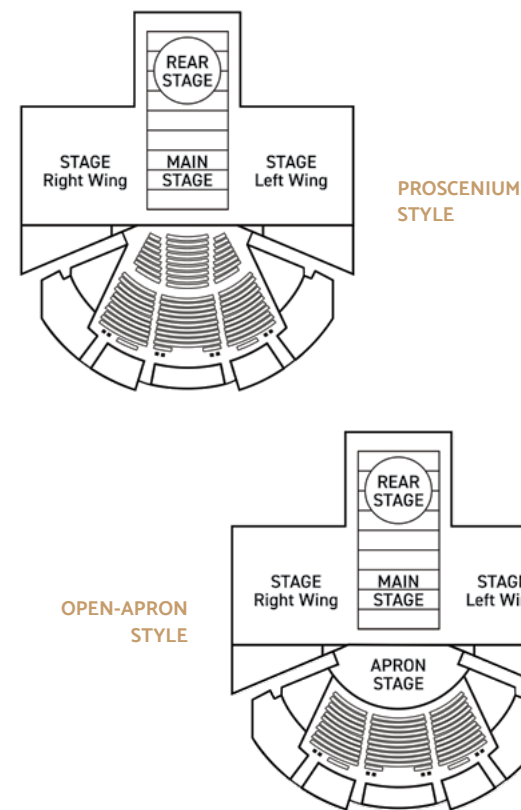 REAR
STAGE
STAGE
Right Wing
MAIN
STAGE
STAGE
Left Wing
PROSCENIUM
STYLE
REAR
STAGE
STAGE
Right Wing
MAIN
STAGE
Left
OPEN-APRON
STYLE
APRON
STAGE